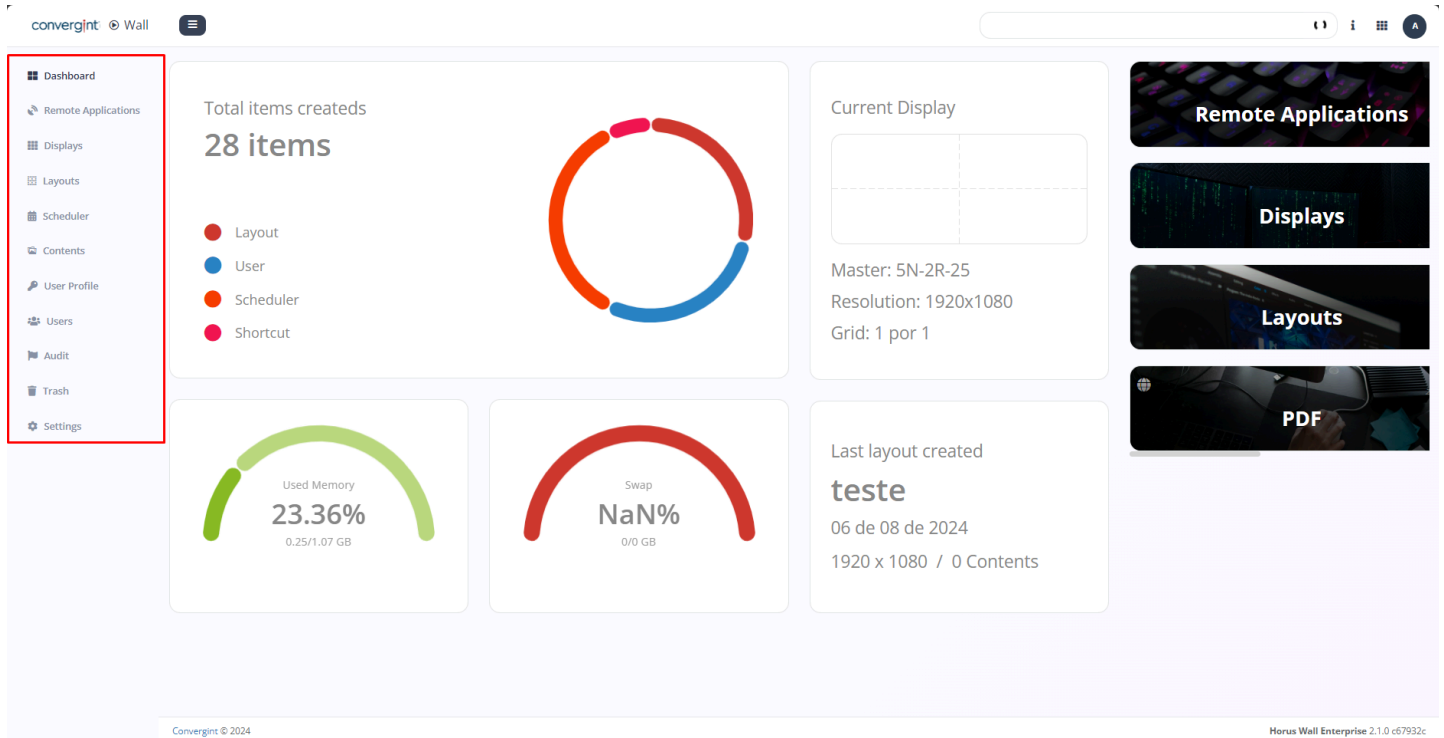 convergint Wall
i
A
Dashboard
Remote Applications
Displays
Layouts
Scheduler
Contents
User Profile
Users
Audit
Trash
Settings
Total items createds
28 items
Layout
User
Scheduler
Shortcut
Current Display
Master: 5N-2R-25
Resolution: 1920x1080
Grid: 1 por 1
Remote Applications
Displays
Layouts
PDF
Used Memory
23.36%
0.25/1.07 GB
Swap
NaN%
0/0 GB
Last layout created
teste
06 de 08 de 2024
1920 x 1080 / 0 Contents
Convergint © 2024
Horus Wall Enterprise 2.1.0 c67932c